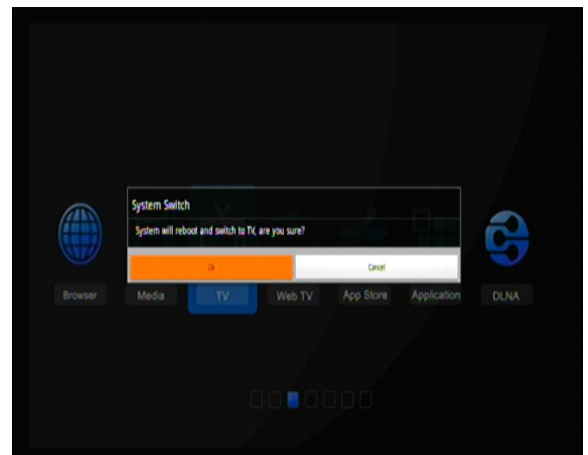 System Switch
System will reboot and switch to TV, are you sure?
Ok Cancel
Browser Media TV Web TV App Store Application DLNA